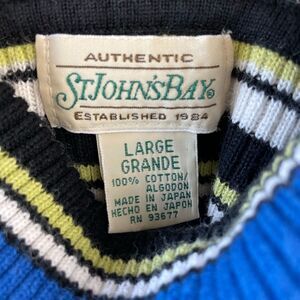 AUTHENTIC
ST.JOHN'S BAY®
ESTABLISHED 1984
LARGE
GRANDE
100% COTTON/
ALGODON
MADE IN JAPAN
HECHO EN JAPON
RN 93677